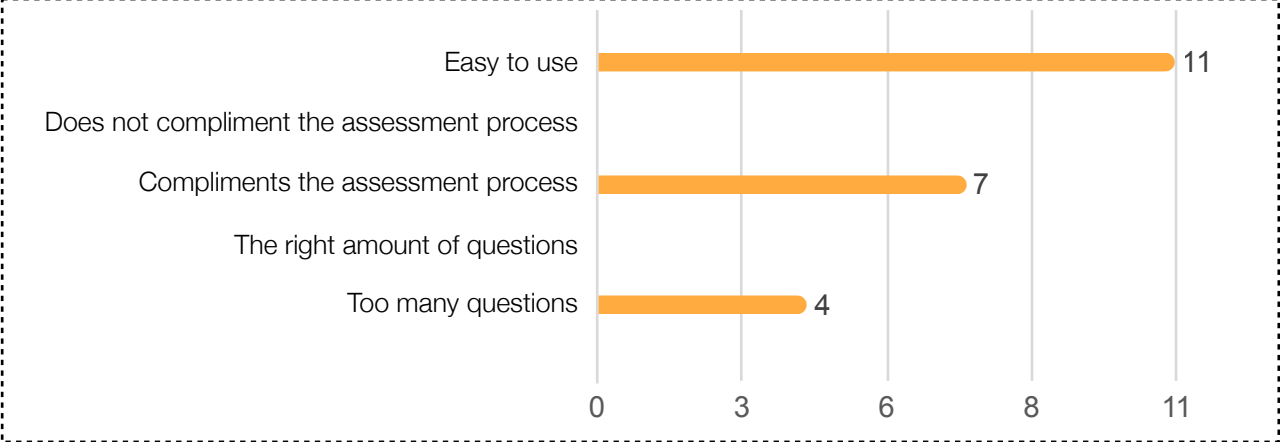 Easy to use 11
Does not compliment the assessment process
Compliments the assessment process 7
The right amount of questions
Too many questions 4
0 3 6 8 11